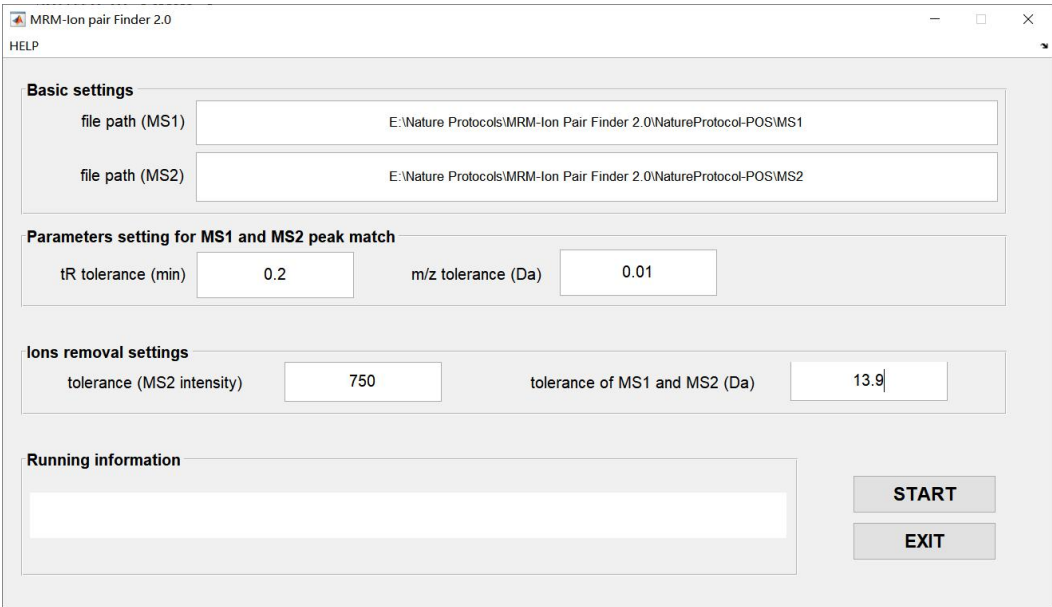 MRM-Ion pair Finder 2.0
HELP
Basic settings
file path (MS1) E:\Nature Protocols\MRM-Ion Pair Finder 2.0\NatureProtocol-POS\MS1
file path (MS2) E:\Nature Protocols\MRM-Ion Pair Finder 2.0\NatureProtocol-POS\MS2
Parameters setting for MS1 and MS2 peak match
tR tolerance (min) 0.2 m/z tolerance (Da) 0.01
Ions removal settings
tolerance (MS2 intensity) 750 tolerance of MS1 and MS2 (Da) 13.9
Running information
START
EXIT